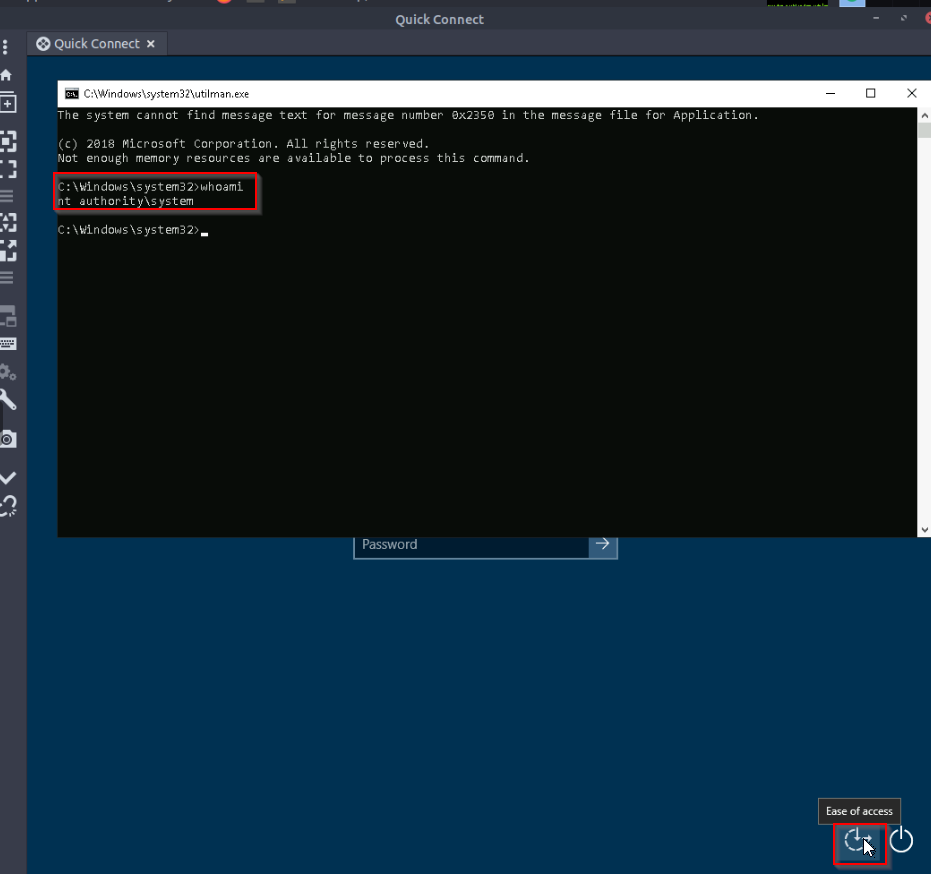 Quick Connect
Quick Connect
C:\Windows\system32\utilman.exe
The system cannot find message text for message number 0x2350 in the message file for Application.
(c) 2018 Microsoft Corporation. All rights reserved.
Not enough memory resources are available to process this command.
C:\Windows\system32>whoami
nt authority\system
C:\Windows\system32>
Password
Ease of access